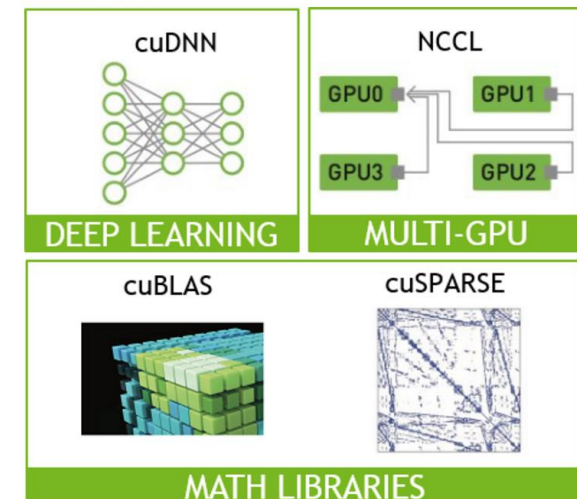 cuDNN
DEEP LEARNING
NCCL
GPU0
GPU1
GPU3
GPU2
MULTI-GPU
cuBLAS
cuSPARSE
MATH LIBRARIES